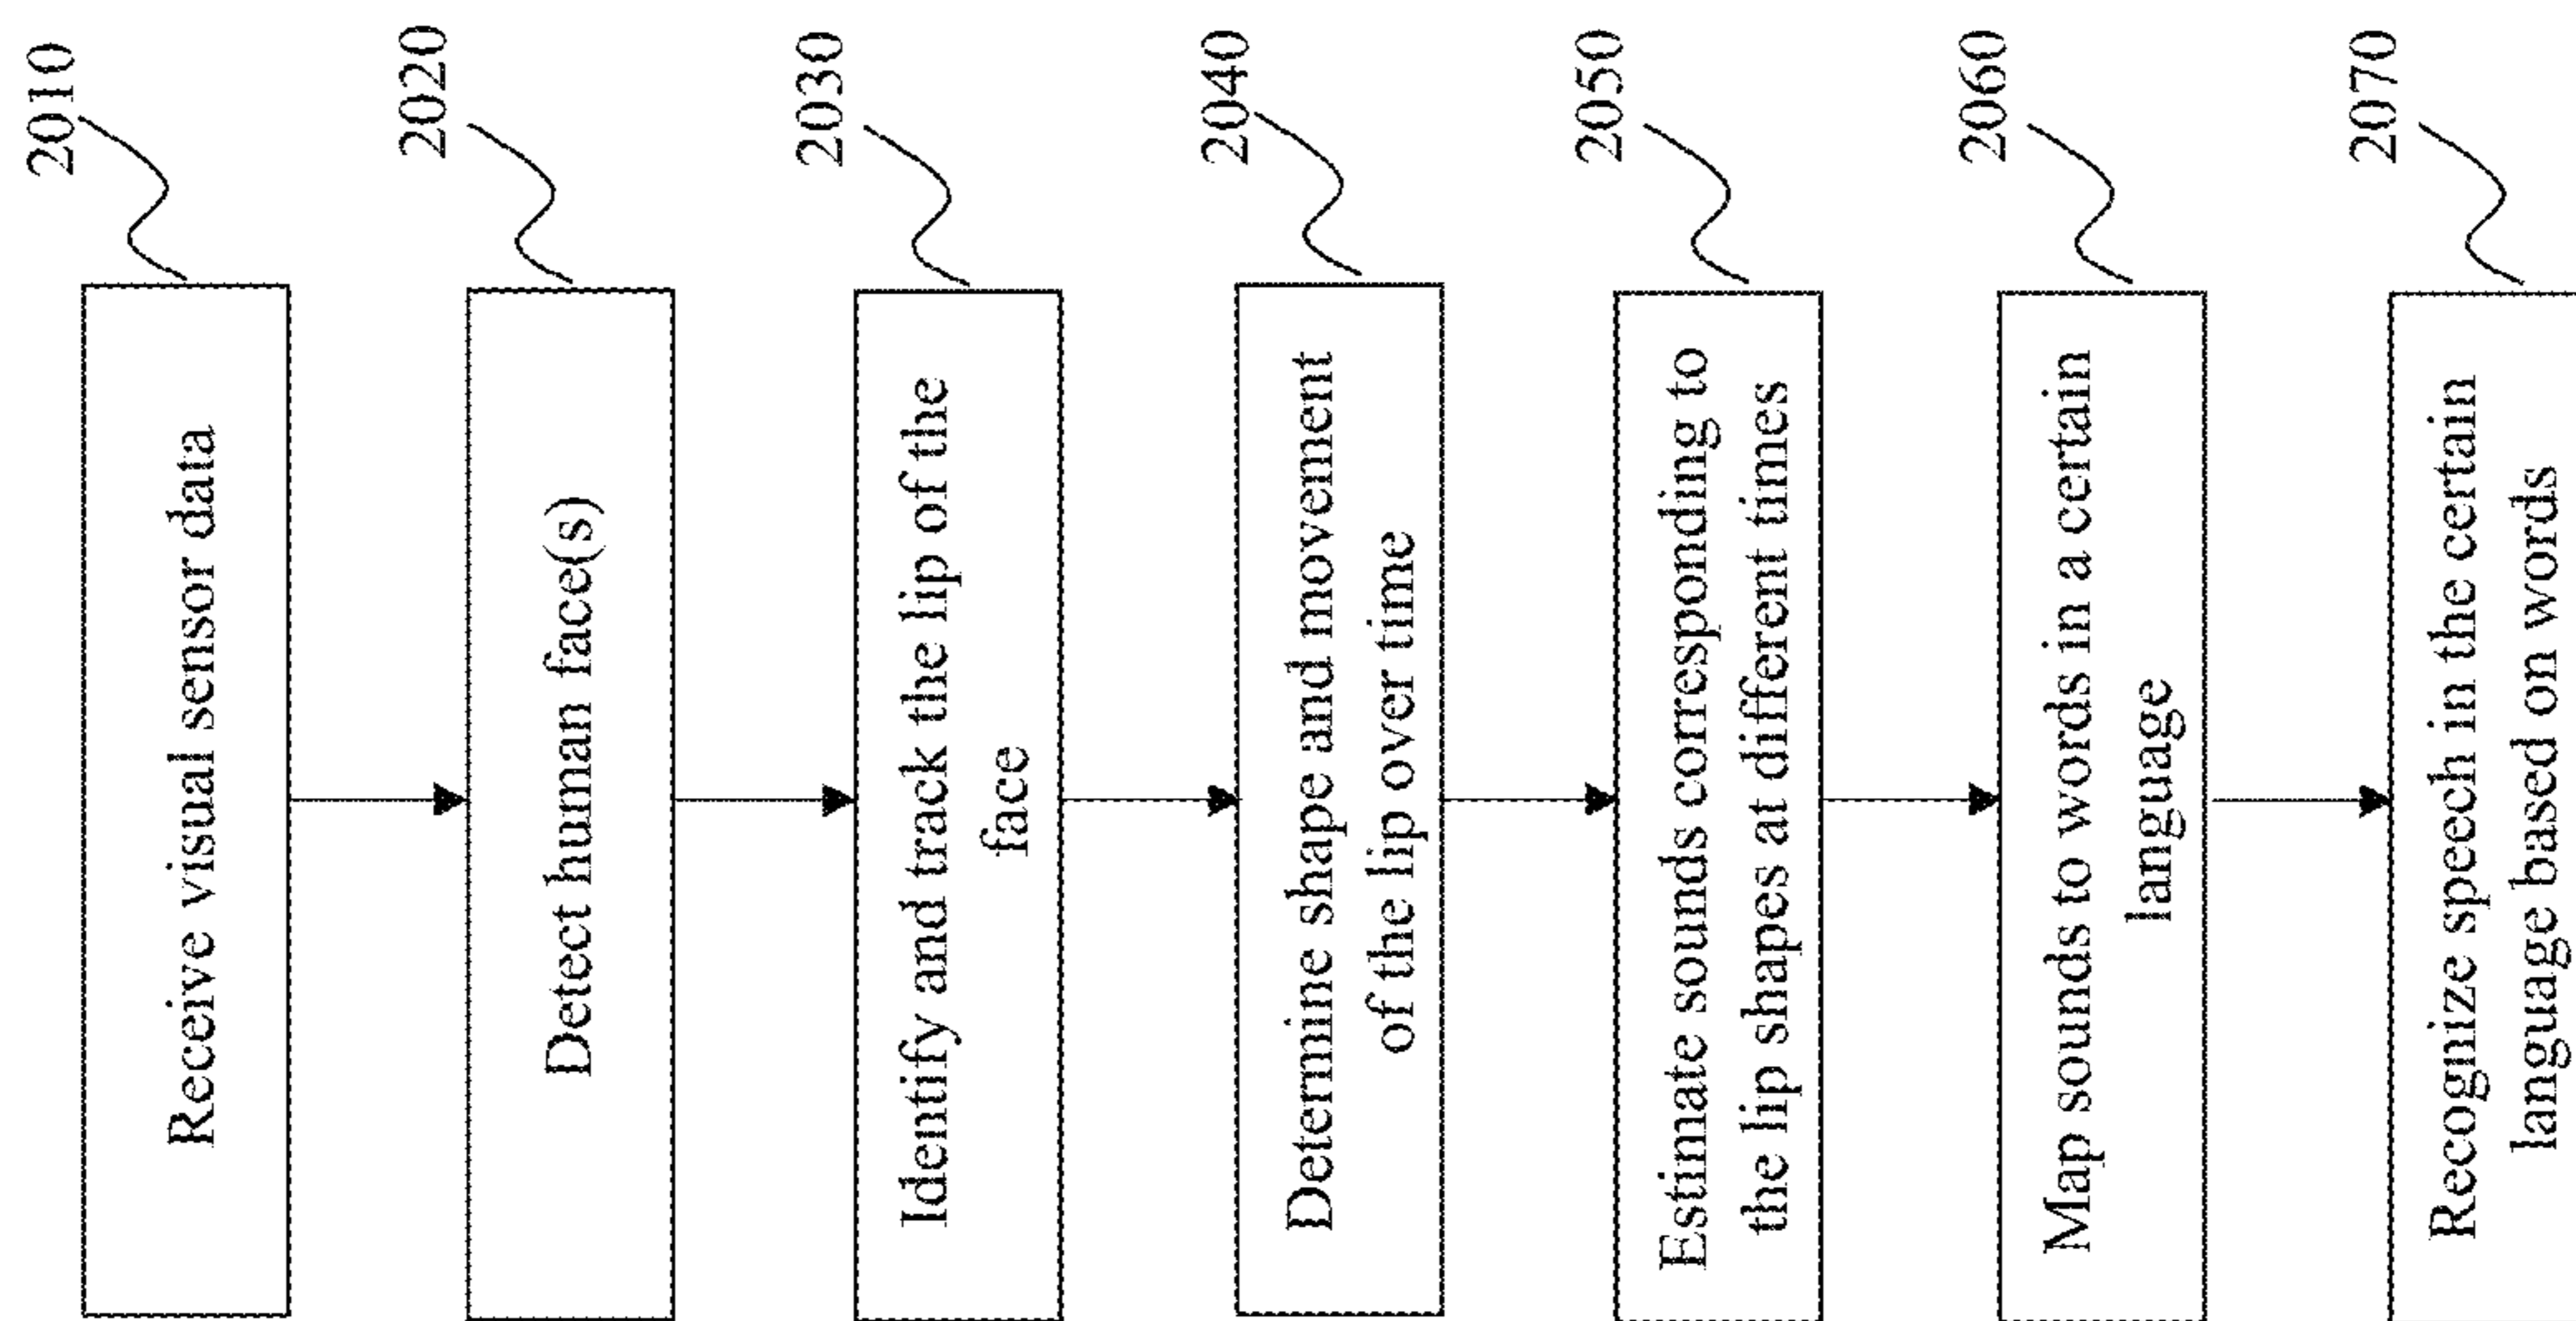 2010
Receive visual sensor data
2020
Detect human face(s)
2030
Identify and track the lip of the
face
2040
Determine shape and movement
of the lip over time
2050
Estimate sounds corresponding to
the lip shapes at different times
2060
Map sounds to words in a certain
language
2070
Recognize speech in the certain
language based on words